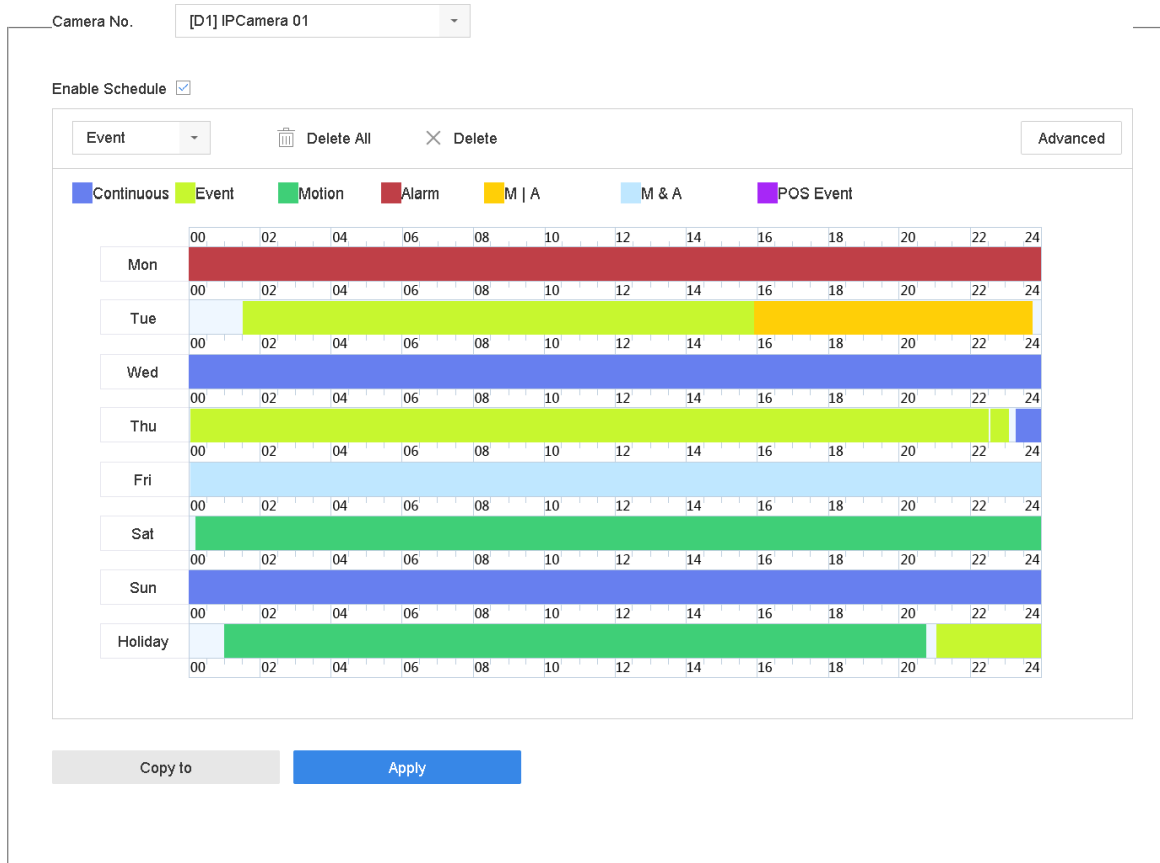 Camera No. [D1] IPCamera 01
Enable Schedule
Event Delete All Delete Advanced
Continuous Event Motion Alarm M | A M & A POS Event
00 02 04 06 08 10 12 14 16 18 20 22 24
Mon
00 02 04 06 08 10 12 14 16 18 20 22 24
Tue
00 02 04 06 08 10 12 14 16 18 20 22 24
Wed
00 02 04 06 08 10 12 14 16 18 20 22 24
Thu
00 02 04 06 08 10 12 14 16 18 20 22 24
Fri
00 02 04 06 08 10 12 14 16 18 20 22 24
Sat
00 02 04 06 08 10 12 14 16 18 20 22 24
Sun
00 02 04 06 08 10 12 14 16 18 20 22 24
Holiday
00 02 04 06 08 10 12 14 16 18 20 22 24
Copy to Apply